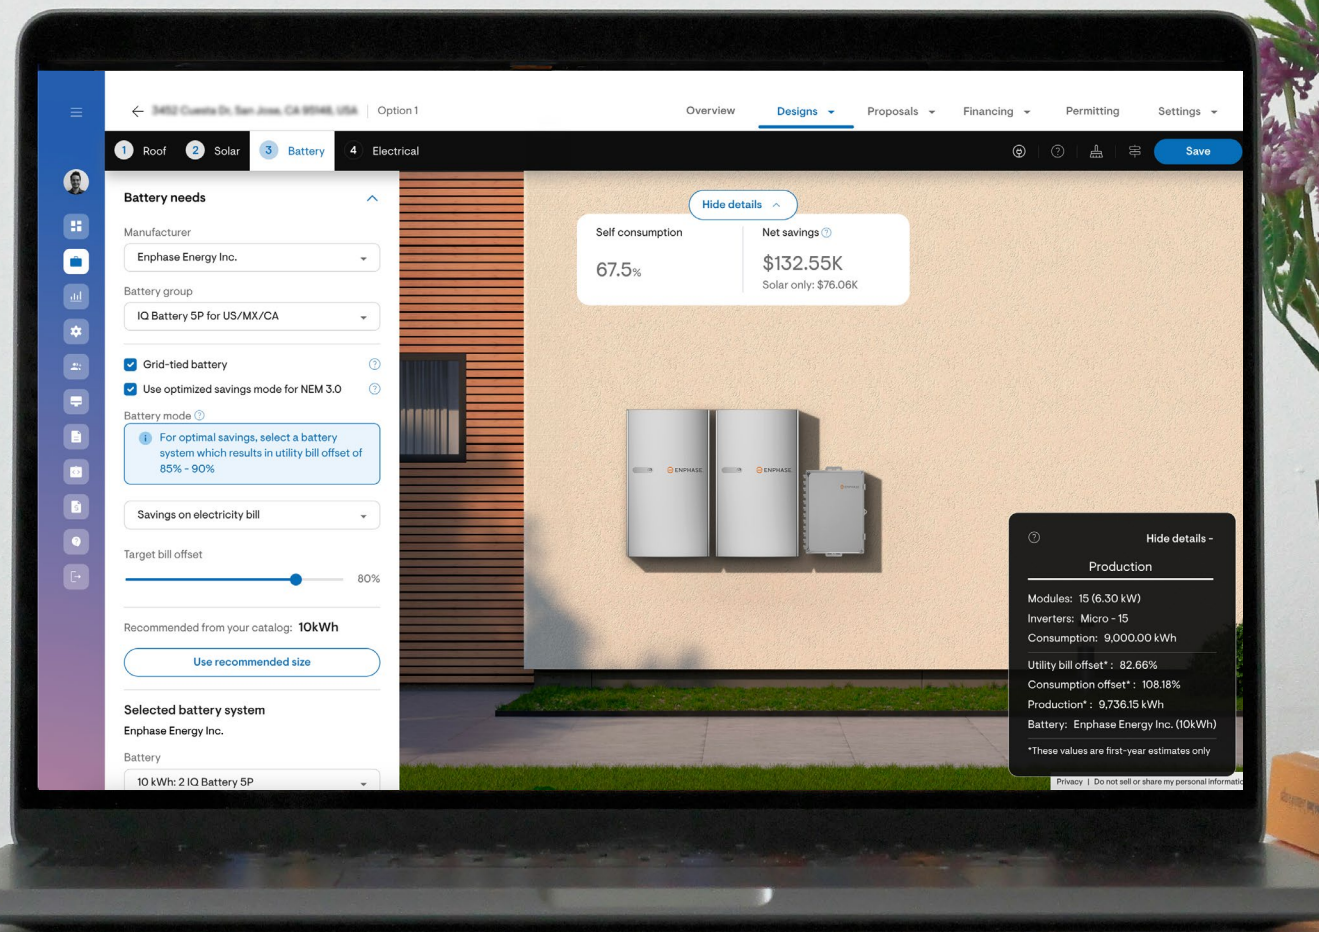 Option 1
Overview
Designs
Proposals
Financing
Permitting
Settings
1 Roof
2 Solar
3 Battery
4 Electrical
Save
Battery needs
Manufacturer
Enphase Energy Inc.
Battery group
IQ Battery 5P for US/MX/CA
Grid-tied battery
Use optimized savings mode for NEM 3.0
Battery mode
For optimal savings, select a battery
system which results in utility bill offset of
85% - 90%
Savings on electricity bill
Target bill offset
80%
Recommended from your catalog: 10kWh
Use recommended size
Selected battery system
Enphase Energy Inc.
Battery
10 kWh: 2 IQ Battery 5P
Hide details
Self consumption
67.5%
Net savings
$132.55K
Solar only: $76.06K
ENPHASE
ENPHASE
Hide details -
Production
Modules: 15 (6.30 kW)
Inverters: Micro - 15
Consumption: 9,000.00 kWh
Utility bill offset* : 82.66%
Consumption offset* : 108.18%
Production* : 9,736.15 kWh
Battery: Enphase Energy Inc. (10kWh)
*These values are first-year estimates only
Privacy | Do not sell or share my personal informatio